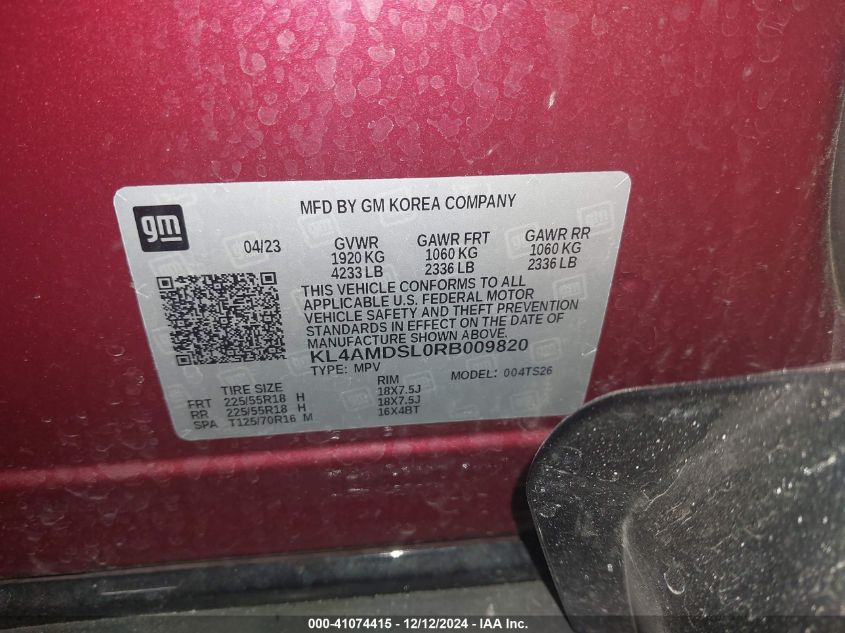 gm
MFD BY GM KOREA COMPANY
04/23 GVWR GAWR FRT GAWR RR
1920 KG 1060 KG 1060 KG
4233 LB 2336 LB 2336 LB
THIS VEHICLE CONFORMS TO ALL
APPLICABLE U.S. FEDERAL MOTOR
VEHICLE SAFETY AND THEFT PREVENTION
STANDARDS IN EFFECT ON THE DATE OF
MANUFACTURE SHOWN ABOVE.
KL4AMDSL0RB009820
TYPE: MPV MODEL: 004TS26
TIRE SIZE RIM
FRT 225/55R18 H 18X7.5J
RR 225/55R18 H 18X7.5J
SPA T125/70R16 M 16X4BT
000-41074415 - 12/12/2024 - IAA Inc.